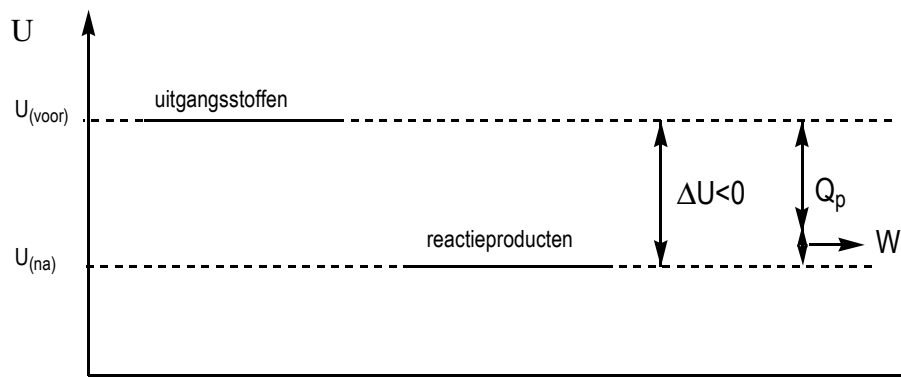 U
uitgangsstoffen
U(voor)
ΔU<0
Qp
reactieproducten
W
U(na)